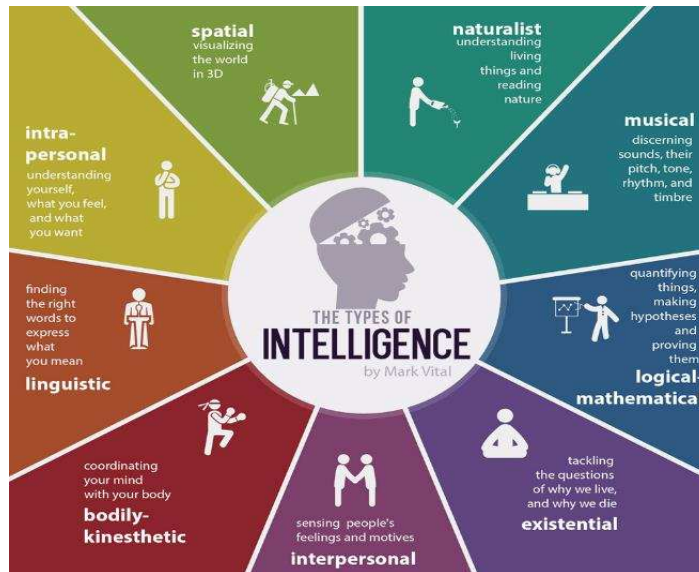 spatial
visualizing
the world
in 3D
naturalist
understanding
living
things and
reading
nature
musical
discerning
sounds, their
pitch, tone,
rhythm, and
timbre
quantifying
things,
making
hypotheses
and
proving
them
logical-
mathematica
tackling
the questions
of why we live,
and why we die
existential
sensing people's
feelings and motives
interpersonal
coordinating
your mind
with your body
bodily-
kinesthetic
finding
the right
words to
express
what
you mean
linguistic
intra-
personal
understanding
yourself,
what you feel,
and what
you want
THE TYPES OF
INTELLIGENCE
by Mark Vital